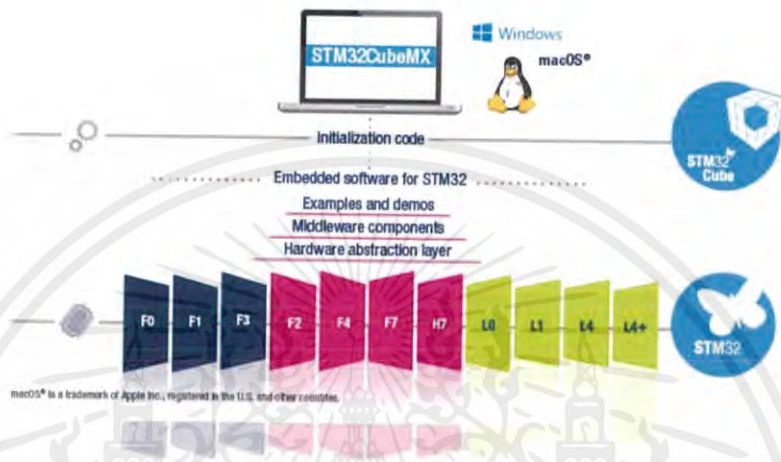 STM32CubeMX
Windows
macOS®
Initialization code
STM32
Cube
Embedded software for STM32
Examples and demos
Middleware components
Hardware abstraction layer
F0 F1 F3 F2 F4 F7 H7 L0 L1 L4 L4+
STM32
macOS® is a trademark of Apple Inc., registered in the U.S. and other countries.